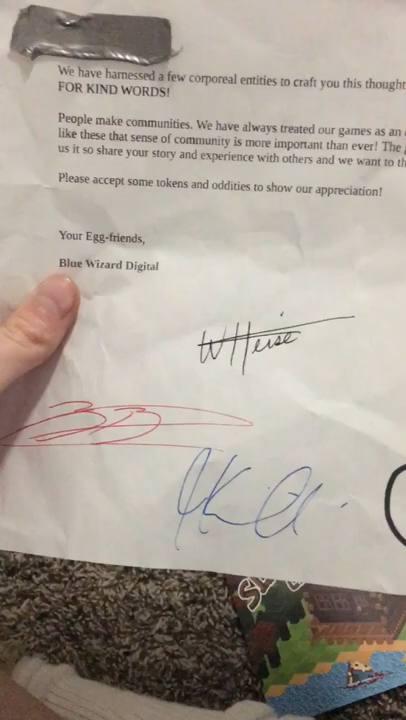 We have harnessed a few corporeal entities to craft you this thought
FOR KIND WORDS!
People make communities. We have always treated our games as an
like these that sense of community is more important than ever! The
us it so share your story and experience with others and we want to th
Please accept some tokens and oddities to show our appreciation!
Your Egg-friends,
Blue Wizard Digital